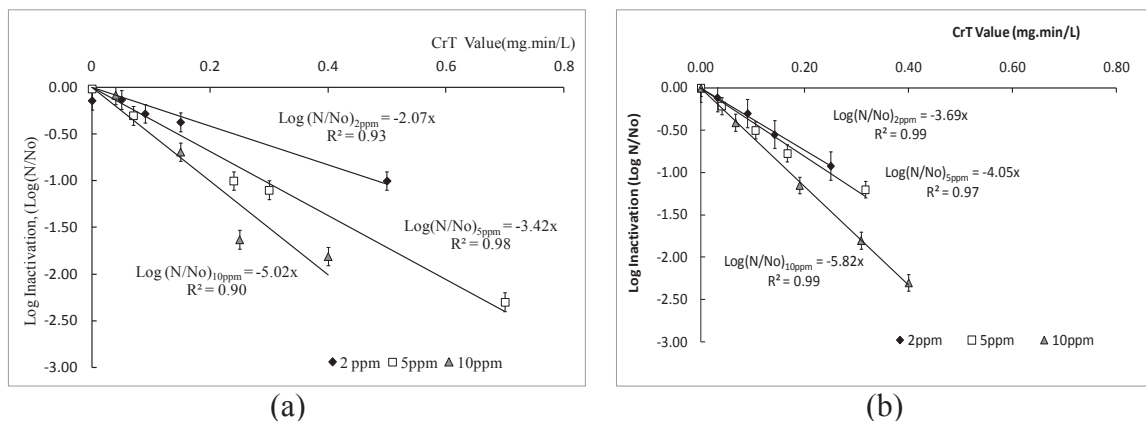 (a)
CrT Value(mg.min/L)
0 0.2 0.4 0.6 0.8
0.00
-0.50
-1.00
-1.50
-2.00
-2.50
-3.00
Log Inactivation, (Log(N/No)
Log (N/No)2ppm = -2.07x
R² = 0.93
Log(N/No)5ppm = -3.42x
R² = 0.98
Log (N/No)10ppm = -5.02x
R² = 0.90
2 ppm 5ppm 10ppm
(a)
(b)
CrT Value (mg.min/L)
0.00 0.20 0.40 0.60 0.80
0.00
-0.50
-1.00
-1.50
-2.00
-2.50
-3.00
Log Inactivation (Log N/No)
Log(N/No)2ppm = -3.69x
R² = 0.99
Log(N/No)5ppm = -4.05x
R² = 0.97
Log(N/No)10ppm = -5.82x
R² = 0.99
2ppm 5ppm 10ppm
(b)